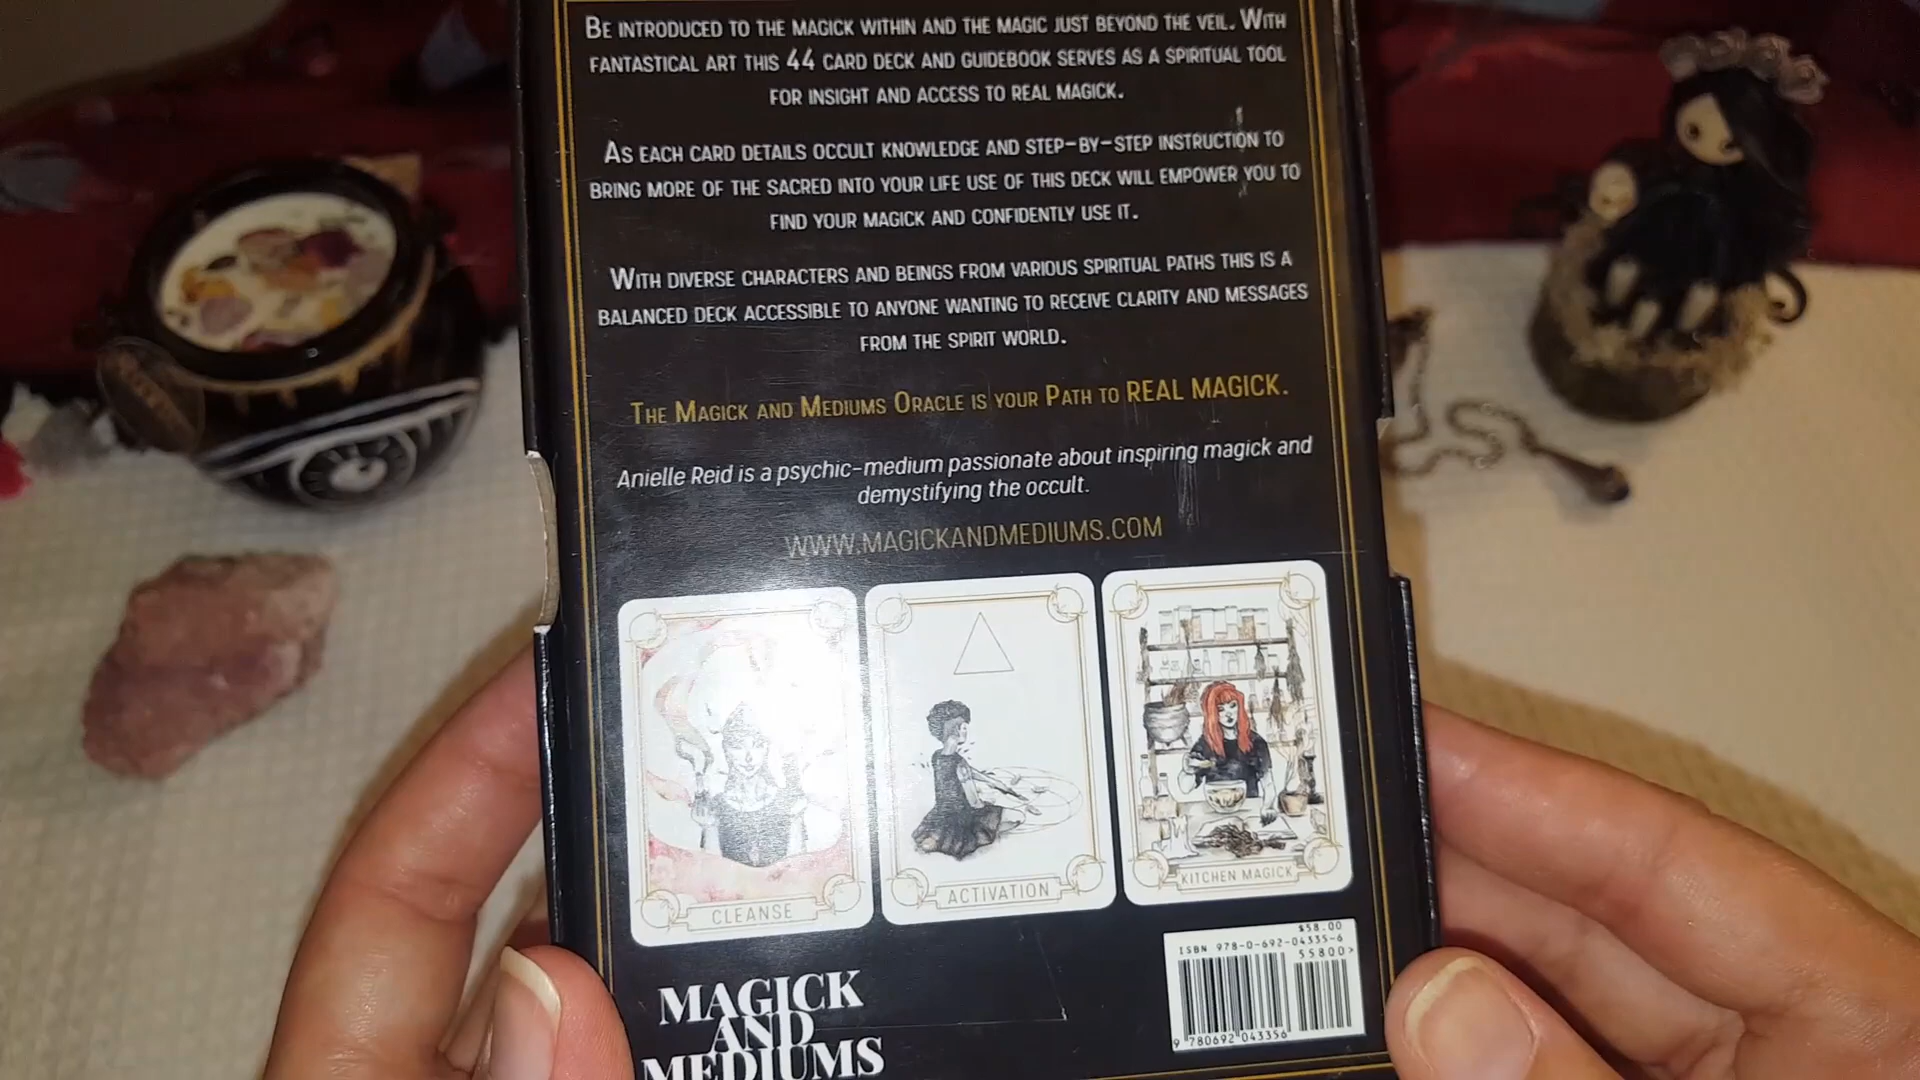 BE INTRODUCED TO THE MAGICK WITHIN AND THE MAGIC JUST BEYOND THE VEIL. WITH
FANTASTICAL ART THIS 44 CARD DECK AND GUIDEBOOK SERVES AS A SPIRITUAL TOOL
FOR INSIGHT AND ACCESS TO REAL MAGICK.
AS EACH CARD DETAILS OCCULT KNOWLEDGE AND STEP-BY-STEP INSTRUCTION TO
BRING MORE OF THE SACRED INTO YOUR LIFE USE OF THIS DECK WILL EMPOWER YOU TO
FIND YOUR MAGICK AND CONFIDENTLY USE IT.
WITH DIVERSE CHARACTERS AND BEINGS FROM VARIOUS SPIRITUAL PATHS THIS IS A
BALANCED DECK ACCESSIBLE TO ANYONE WANTING TO RECEIVE CLARITY AND MESSAGES
FROM THE SPIRIT WORLD.
THE MAGICK AND MEDIUMS ORACLE IS YOUR PATH TO REAL MAGICK.
Anielle Reid is a psychic-medium passionate about inspiring magick and
demystifying the occult.
WWW.MAGICKANDMEDIUMS.COM
CLEANSE
ACTIVATION
KITCHEN MAGICK
MAGICK
AND
MEDIUMS
$58.00
ISBN 978-0-692-04335-6
55800>
9 780692 043356